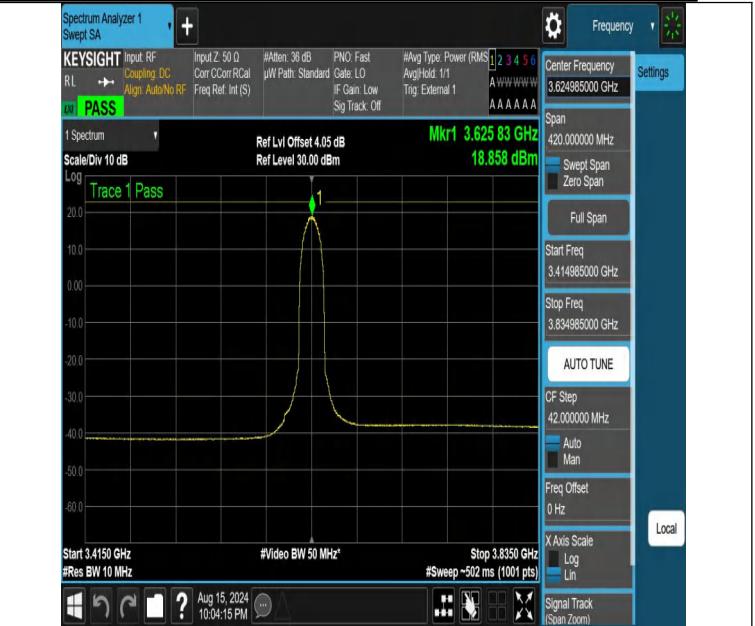 Spectrum Analyzer 1
Swept SA
+
Frequency
KEYSIGHT
RL
PASS
Input: RF
Coupling: DC
Align: Auto/No RF
Input Z: 50 Ω
Corr CCorr RCal
Freq Ref: Int (S)
#Atten: 36 dB
µW Path: Standard
PNO: Fast
Gate: LO
IF Gain: Low
Sig Track: Off
#Avg Type: Power (RMS
Avg|Hold: 1/1
Trig: External 1
1 2 3 4 5 6
A W W W W W
A A A A A A
1 Spectrum
Scale/Div 10 dB
Ref Lvl Offset 4.05 dB
Ref Level 30.00 dBm
Mkr1 3.625 83 GHz
18.858 dBm
Log
Trace 1 Pass
1
20.0
10.0
0.00
-10.0
-20.0
-30.0
-40.0
-50.0
-60.0
Start 3.4150 GHz
#Res BW 10 MHz
#Video BW 50 MHz*
Stop 3.8350 GHz
#Sweep ~502 ms (1001 pts)
Center Frequency
3.624985000 GHz
Settings
Span
420.000000 MHz
Swept Span
Zero Span
Full Span
Start Freq
3.414985000 GHz
Stop Freq
3.834985000 GHz
AUTO TUNE
CF Step
42.000000 MHz
Auto
Man
Freq Offset
0 Hz
X Axis Scale
Log
Lin
Local
Signal Track
(Span Zoom)
?
Aug 15, 2024
10:04:15 PM